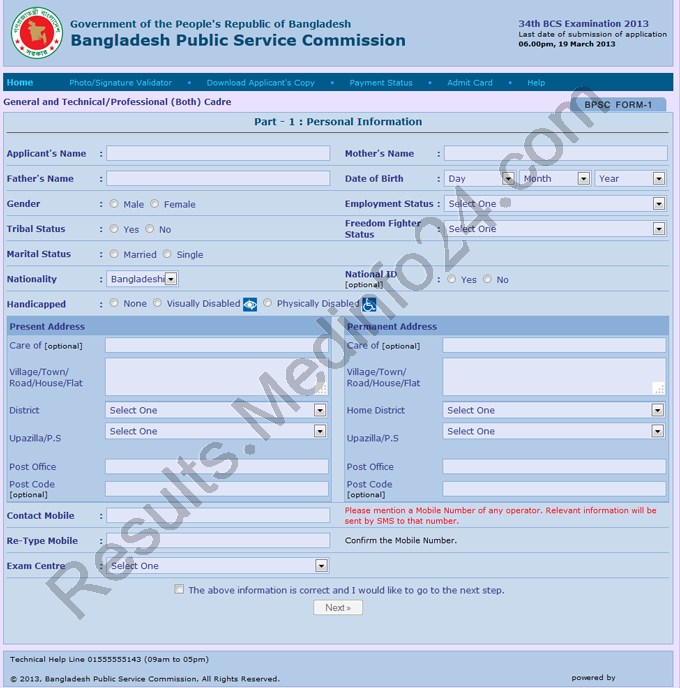 Government of the People's Republic of Bangladesh
Bangladesh Public Service Commission
34th BCS Examination 2013
Last date of submission of application
06.00pm, 19 March 2013
Home Photo/Signature Validator • Download Applicant's Copy • Payment Status • Admit Card • Help
General and Technical/Professional (Both) Cadre
BPSC FORM-1
Part - 1 : Personal Information
Applicant's Name :
Mother's Name :
Father's Name :
Date of Birth : Day Month Year
Gender : Male Female
Employment Status : Select One
Tribal Status : Yes No
Freedom Fighter
Status : Select One
Marital Status : Married Single
Nationality : Bangladeshi
National ID
[optional] : Yes No
Handicapped : None Visually Disabled Physically Disabled
Present Address
Care of [optional]
Village/Town/
Road/House/Flat
District Select One
Upazilla/P.S Select One
Post Office
Post Code
[optional]
Permanent Address
Care of [optional]
Village/Town/
Road/House/Flat
Home District Select One
Upazilla/P.S Select One
Post Office
Post Code
[optional]
Contact Mobile :
Please mention a Mobile Number of any operator. Relevant information will be
sent by SMS to that number.
Re-Type Mobile :
Confirm the Mobile Number.
Exam Centre : Select One
The above information is correct and I would like to go to the next step.
Next »
Technical Help Line 01555555143 (09am to 05pm)
© 2013, Bangladesh Public Service Commission, All Rights Reserved.
powered by
Results.Medinfo24.com